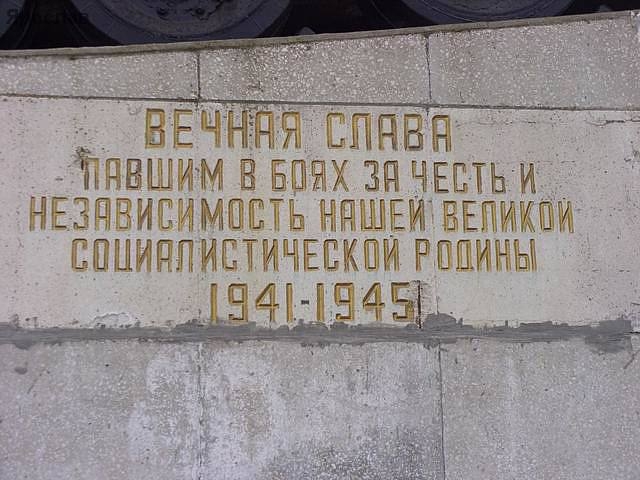 ВЕЧНАЯ СЛАВА
ПАВШИМ В БОЯХ ЗА ЧЕСТЬ И
НЕЗАВИСИМОСТЬ НАШЕЙ ВЕЛИКОЙ
СОЦИАЛИСТИЧЕСКОЙ РОДИНЫ
1941-1945